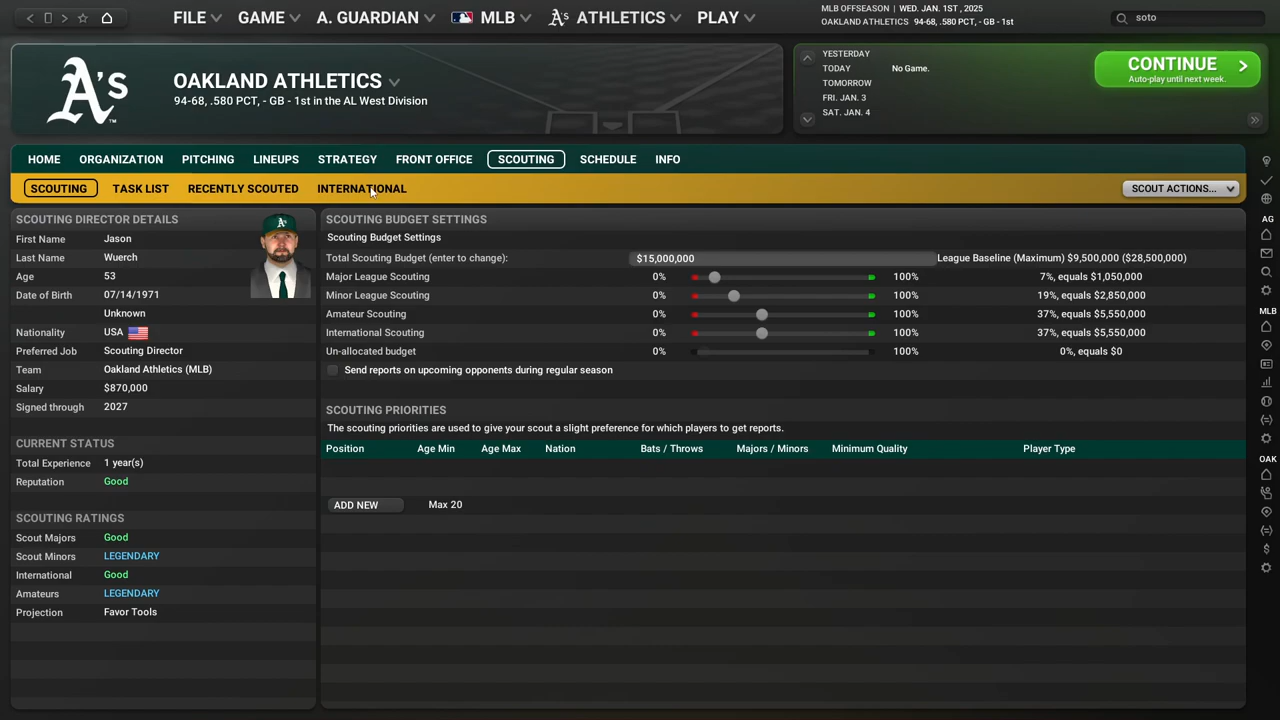 FILE GAME A. GUARDIAN MLB A's ATHLETICS PLAY
MLB OFFSEASON | WED. JAN. 1ST , 2025
OAKLAND ATHLETICS 94-68, .580 PCT, - GB - 1st
soto
A's
OAKLAND ATHLETICS
94-68, .580 PCT, - GB - 1st in the AL West Division
YESTERDAY
TODAY No Game.
TOMORROW
FRI. JAN. 3
SAT. JAN. 4
CONTINUE
Auto-play until next week.
HOME ORGANIZATION PITCHING LINEUPS STRATEGY FRONT OFFICE SCOUTING SCHEDULE INFO
SCOUTING TASK LIST RECENTLY SCOUTED INTERNATIONAL SCOUT ACTIONS...
SCOUTING DIRECTOR DETAILS
First Name Jason
Last Name Wuerch
Age 53
Date of Birth 07/14/1971
Unknown
Nationality USA
Preferred Job Scouting Director
Team Oakland Athletics (MLB)
Salary $870,000
Signed through 2027
CURRENT STATUS
Total Experience 1 year(s)
Reputation Good
SCOUTING RATINGS
Scout Majors Good
Scout Minors LEGENDARY
International Good
Amateurs LEGENDARY
Projection Favor Tools
SCOUTING BUDGET SETTINGS
Scouting Budget Settings
Total Scouting Budget (enter to change): $15,000,000 League Baseline (Maximum) $9,500,000 ($28,500,000)
Major League Scouting 0% 100% 7%, equals $1,050,000
Minor League Scouting 0% 100% 19%, equals $2,850,000
Amateur Scouting 0% 100% 37%, equals $5,550,000
International Scouting 0% 100% 37%, equals $5,550,000
Un-allocated budget 0% 100% 0%, equals $0
Send reports on upcoming opponents during regular season
SCOUTING PRIORITIES
The scouting priorities are used to give your scout a slight preference for which players to get reports.
Position Age Min Age Max Nation Bats / Throws Majors / Minors Minimum Quality Player Type
ADD NEW Max 20
AG
MLB
OAK